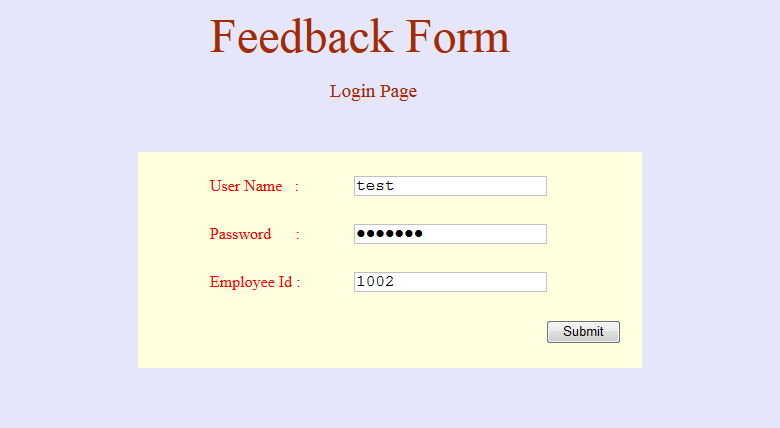 Feedback Form
Login Page
User Name : test
Password : ●●●●●●●
Employee Id : 1002
Submit